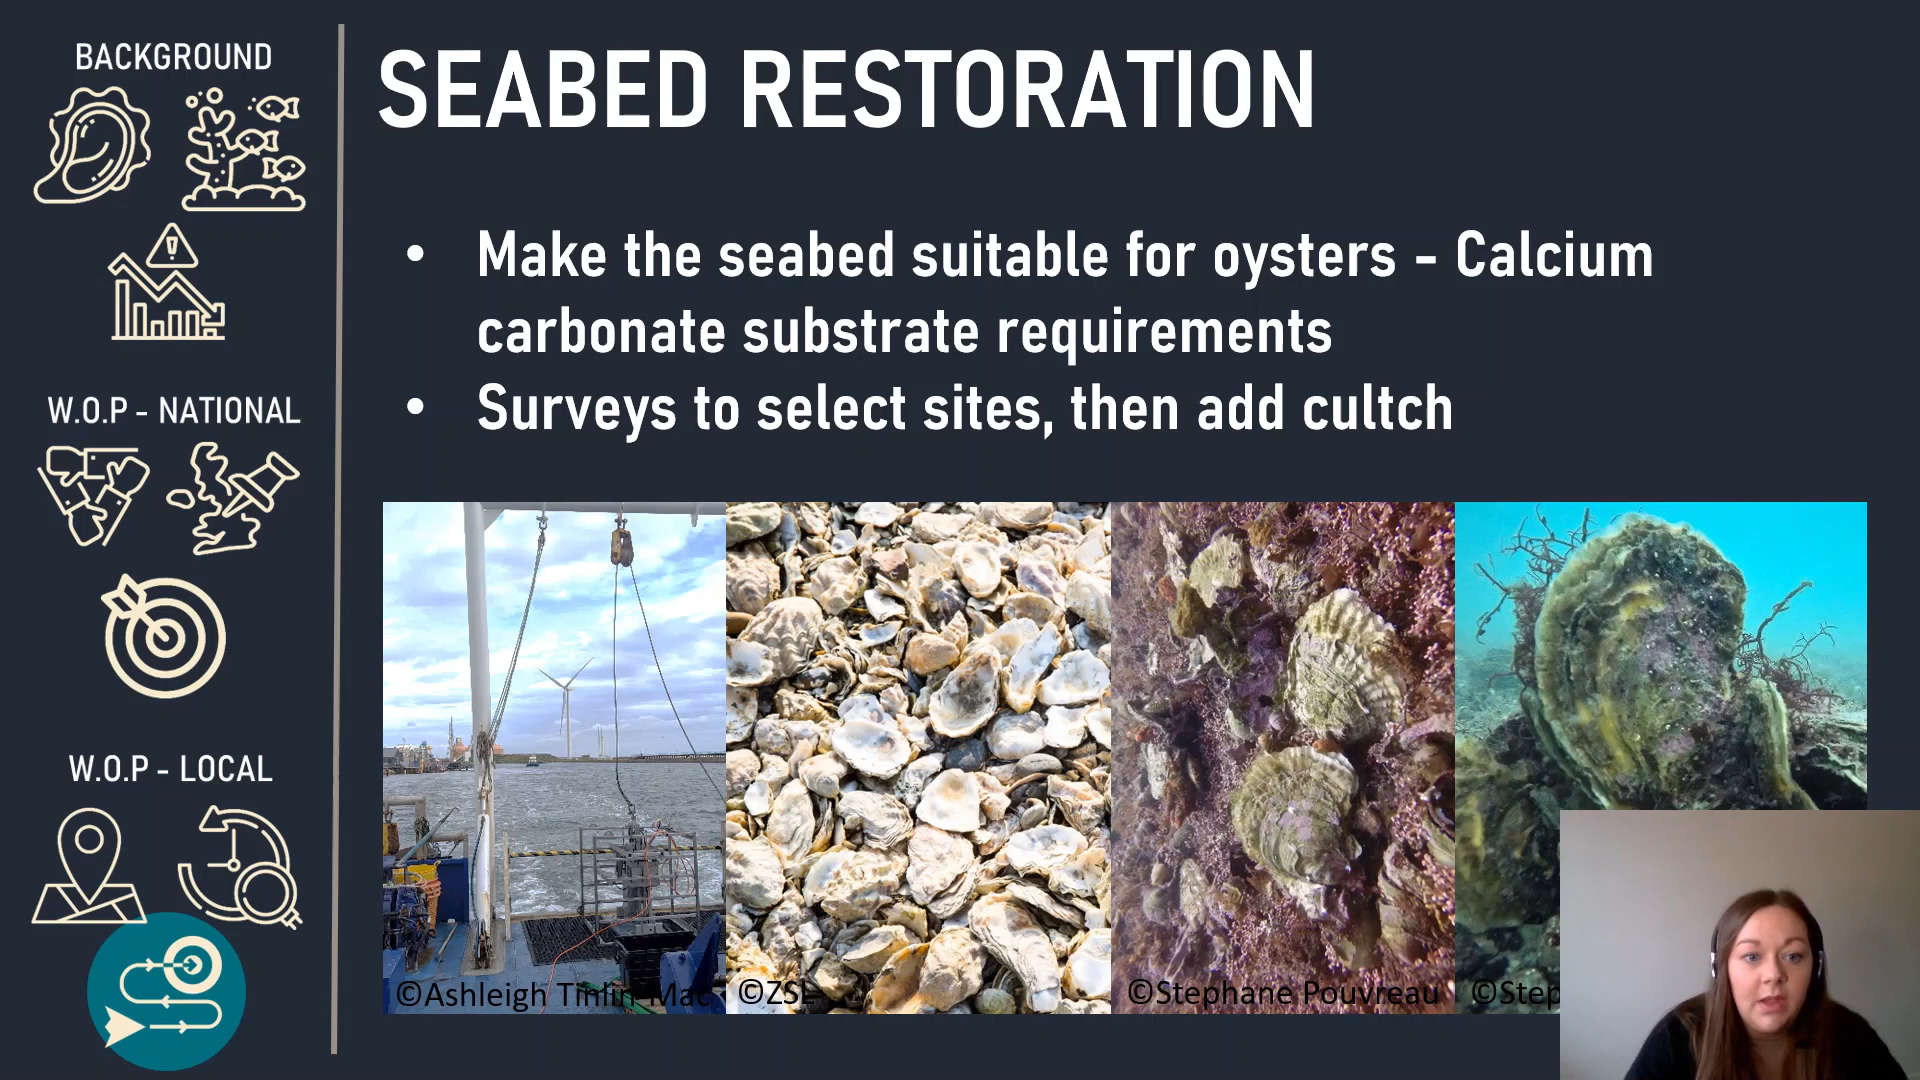 BACKGROUND
W.O.P - NATIONAL
W.O.P - LOCAL
SEABED RESTORATION
• Make the seabed suitable for oysters - Calcium
carbonate substrate requirements
• Surveys to select sites, then add cultch
©Ashleigh Tinlin-Mac
©ZSL
©Stephane Pouvreau
©Step